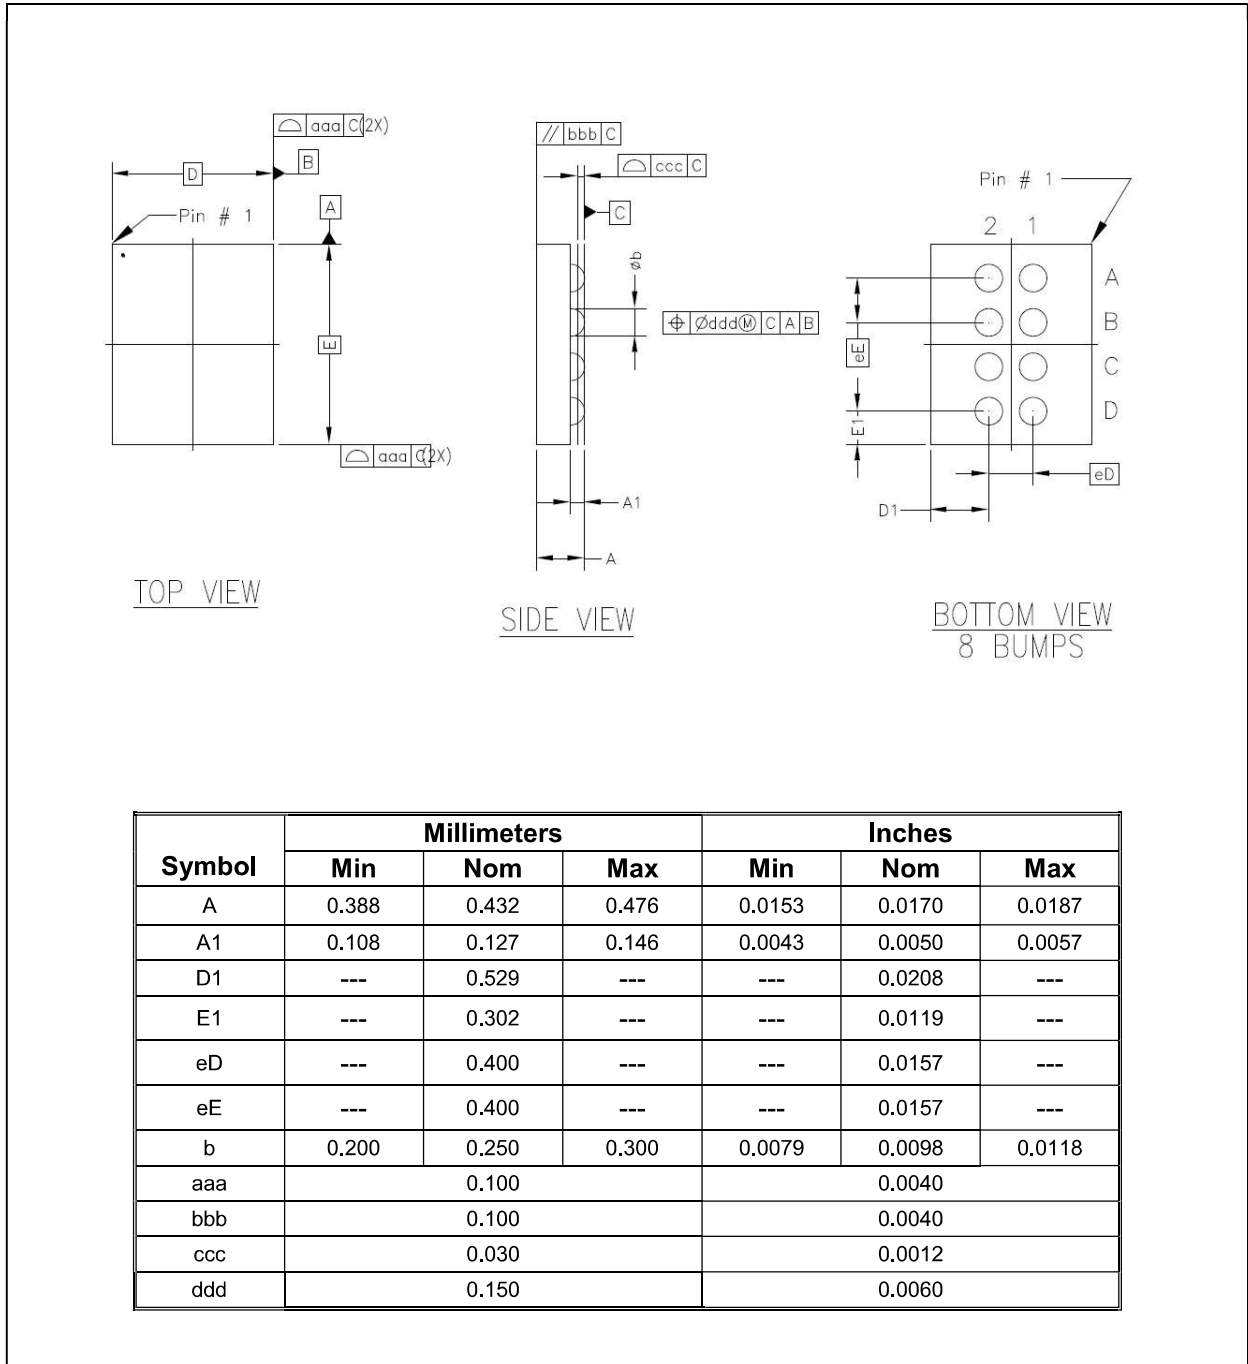 aaa C(2X)
D
B
Pin # 1
A
E
aaa C(2X)
TOP VIEW
// bbb C
ccc C
C
øb
⌖ Øddd Ⓜ C A B
A1
A
SIDE VIEW
Pin # 1
2 1
A
B
C
D
eE
E1
eD
D1
BOTTOM VIEW
8 BUMPS
Symbol Millimeters Inches
Min Nom Max Min Nom Max
A 0.388 0.432 0.476 0.0153 0.0170 0.0187
A1 0.108 0.127 0.146 0.0043 0.0050 0.0057
D1 --- 0.529 --- --- 0.0208 ---
E1 --- 0.302 --- --- 0.0119 ---
eD --- 0.400 --- --- 0.0157 ---
eE --- 0.400 --- --- 0.0157 ---
b 0.200 0.250 0.300 0.0079 0.0098 0.0118
aaa 0.100 0.0040
bbb 0.100 0.0040
ccc 0.030 0.0012
ddd 0.150 0.0060